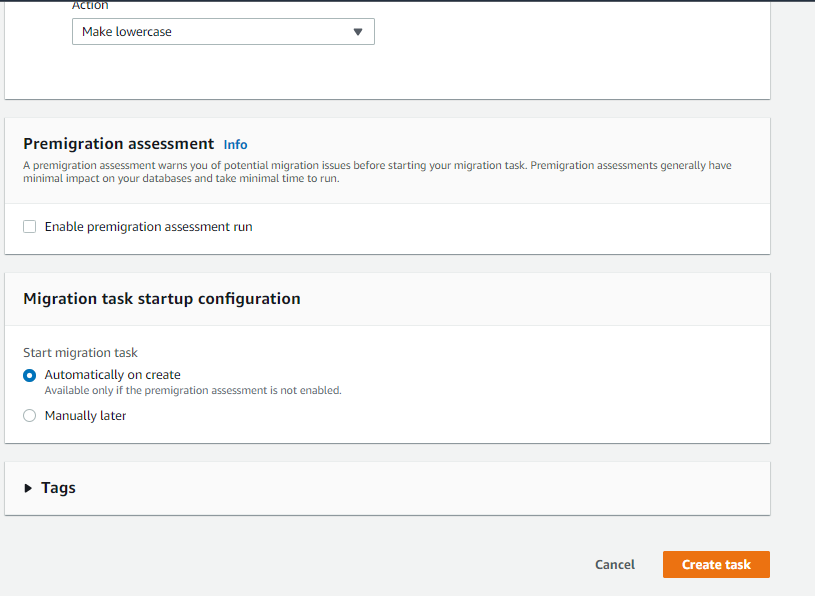 Action
Make lowercase
Premigration assessment Info
A premigration assessment warns you of potential migration issues before starting your migration task. Premigration assessments generally have
minimal impact on your databases and take minimal time to run.
Enable premigration assessment run
Migration task startup configuration
Start migration task
Automatically on create
Available only if the premigration assessment is not enabled.
Manually later
Tags
Cancel Create task